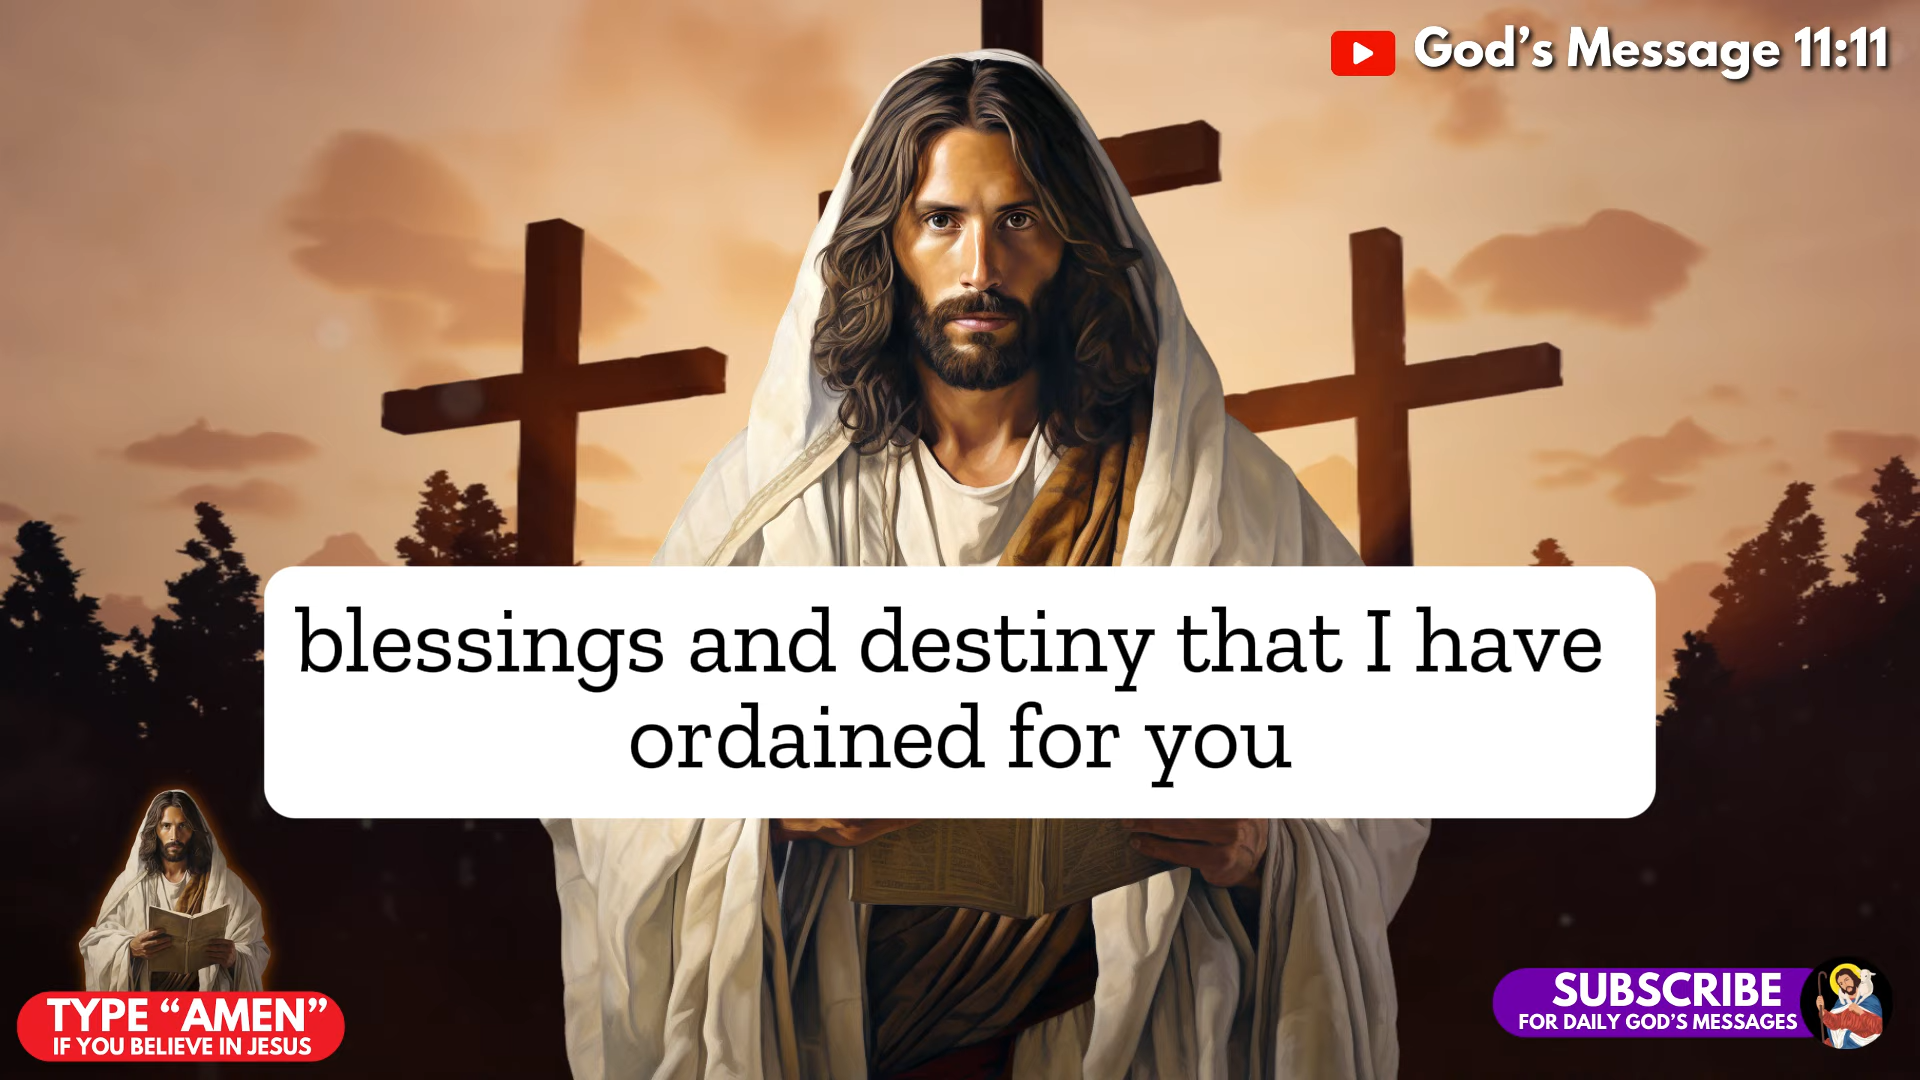 God’s Message 11:11
blessings and destiny that I have
ordained for you
TYPE “AMEN”
IF YOU BELIEVE IN JESUS
SUBSCRIBE
FOR DAILY GOD’S MESSAGES